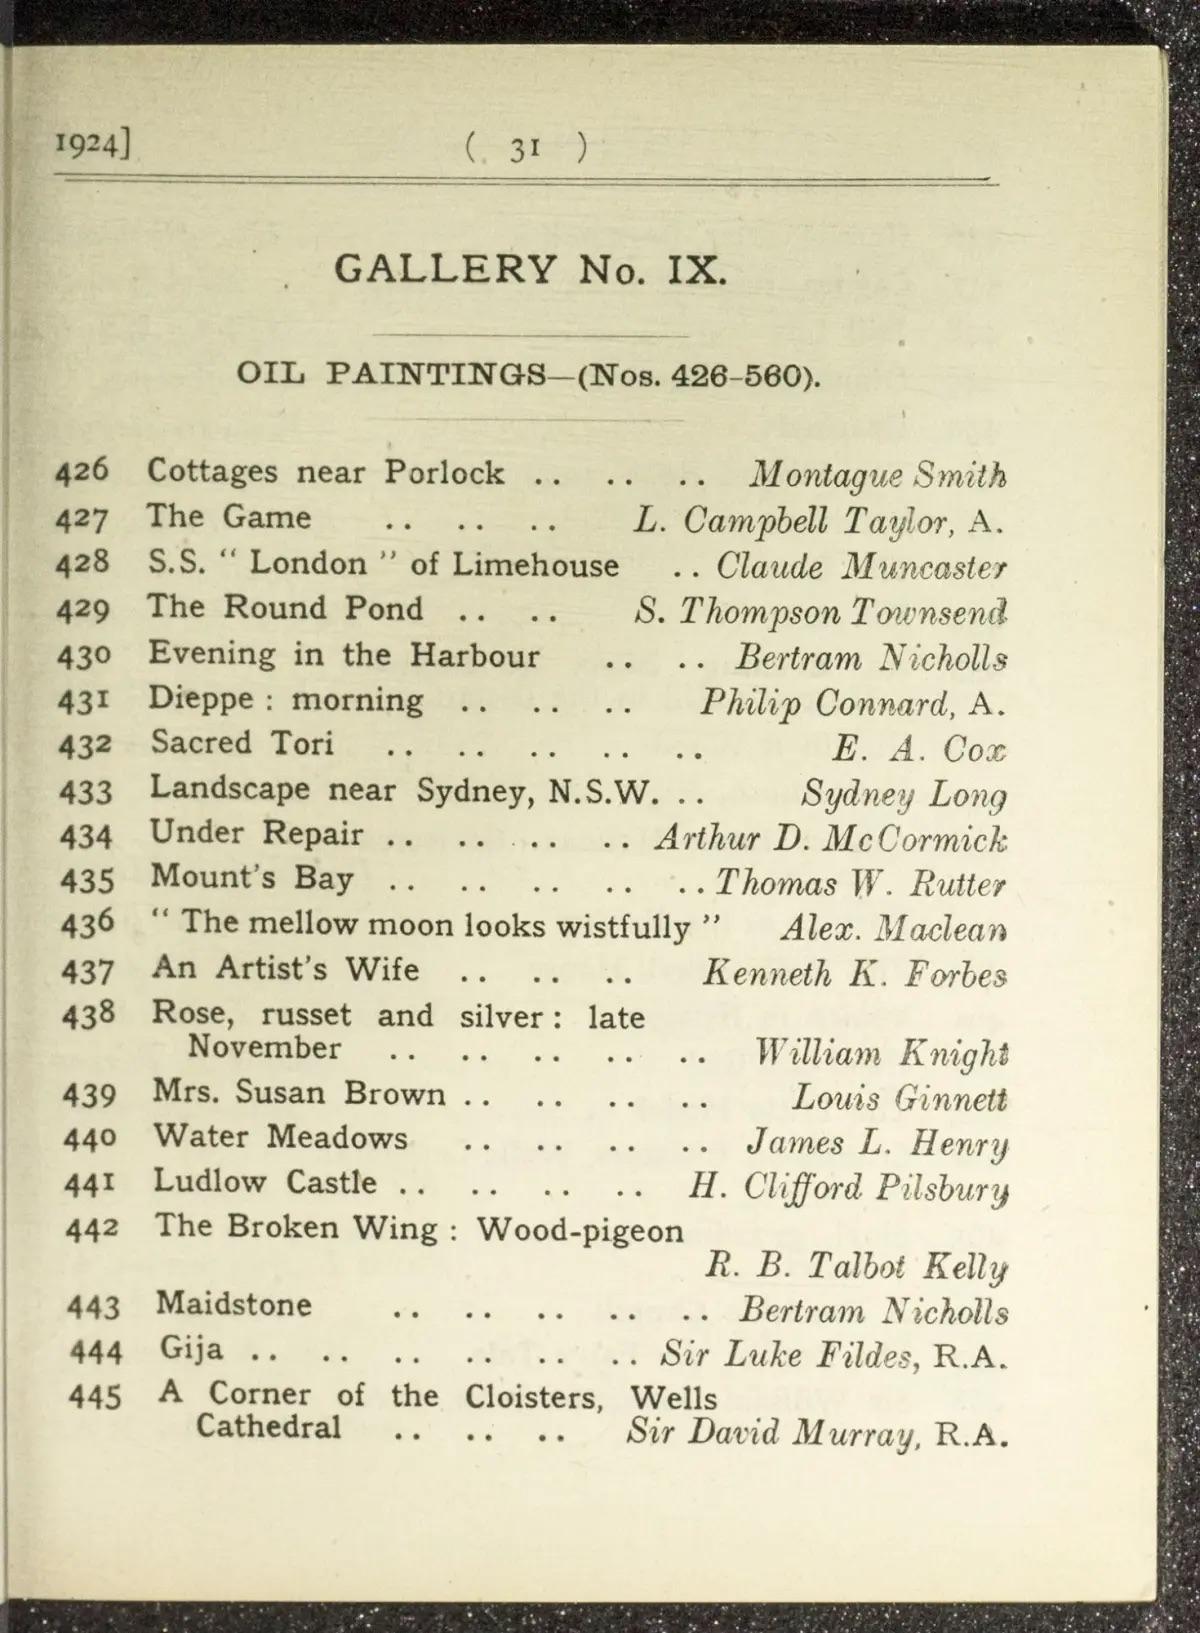 1924] ( 31 )
GALLERY No. IX.
OIL PAINTINGS—(Nos. 426-560).
426 Cottages near Porlock .. .. .. Montague Smith
427 The Game .. .. .. L. Campbell Taylor, A.
428 S.S. “ London ” of Limehouse .. Claude Muncaster
429 The Round Pond .. .. S. Thompson Townsend
430 Evening in the Harbour .. .. Bertram Nicholls
431 Dieppe : morning .. .. .. Philip Connard, A.
432 Sacred Tori .. .. .. .. .. E. A. Cox
433 Landscape near Sydney, N.S.W. .. Sydney Long
434 Under Repair .. .. .. .. Arthur D. McCormick
435 Mount's Bay .. .. .. .. .. Thomas W. Rutter
436 “ The mellow moon looks wistfully ” Alex. Maclean
437 An Artist's Wife .. .. .. Kenneth K. Forbes
438 Rose, russet and silver : late
November .. .. .. .. .. William Knight
439 Mrs. Susan Brown .. .. .. .. Louis Ginnett
440 Water Meadows .. .. .. .. James L. Henry
441 Ludlow Castle .. .. .. .. H. Clifford Pilsbury
442 The Broken Wing : Wood-pigeon
R. B. Talbot Kelly
443 Maidstone .. .. .. .. .. Bertram Nicholls
444 Gija .. .. .. .. .. .. Sir Luke Fildes, R.A.
445 A Corner of the Cloisters, Wells
Cathedral .. .. .. Sir David Murray, R.A.